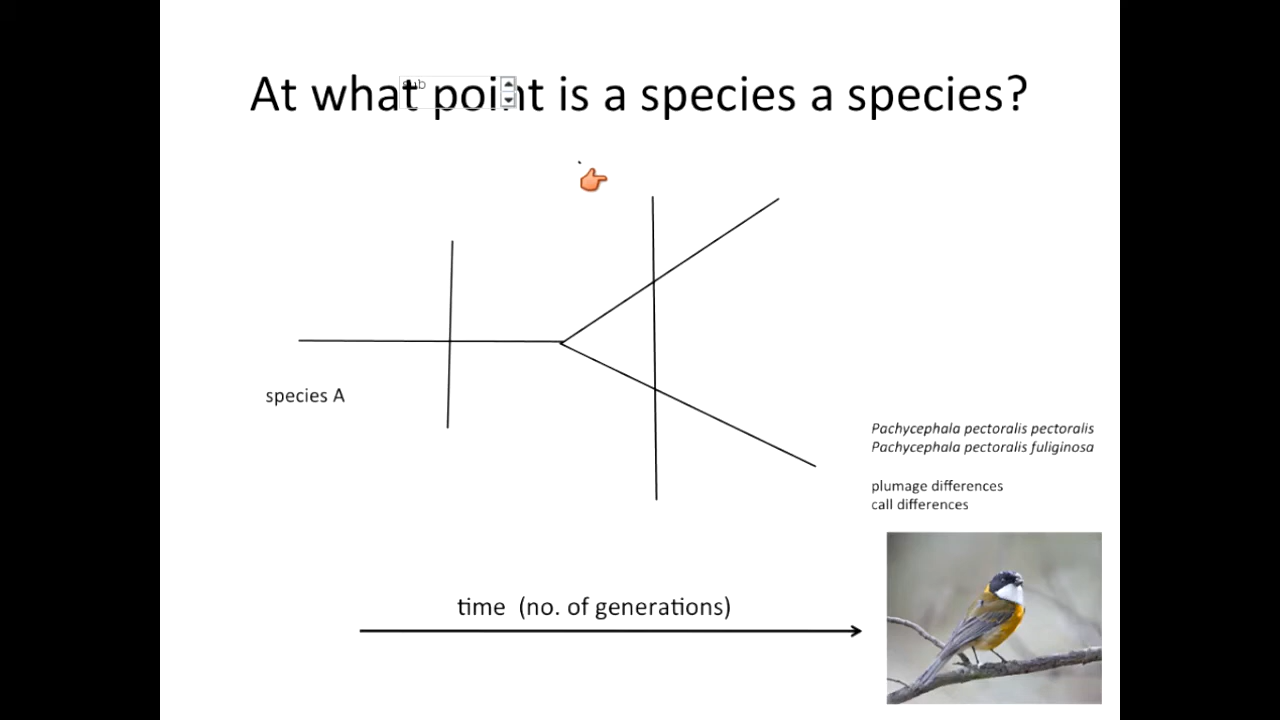 At what point is a species a species?
sub
species A
Pachycephala pectoralis pectoralis
Pachycephala pectoralis fuliginosa
plumage differences
call differences
time (no. of generations)